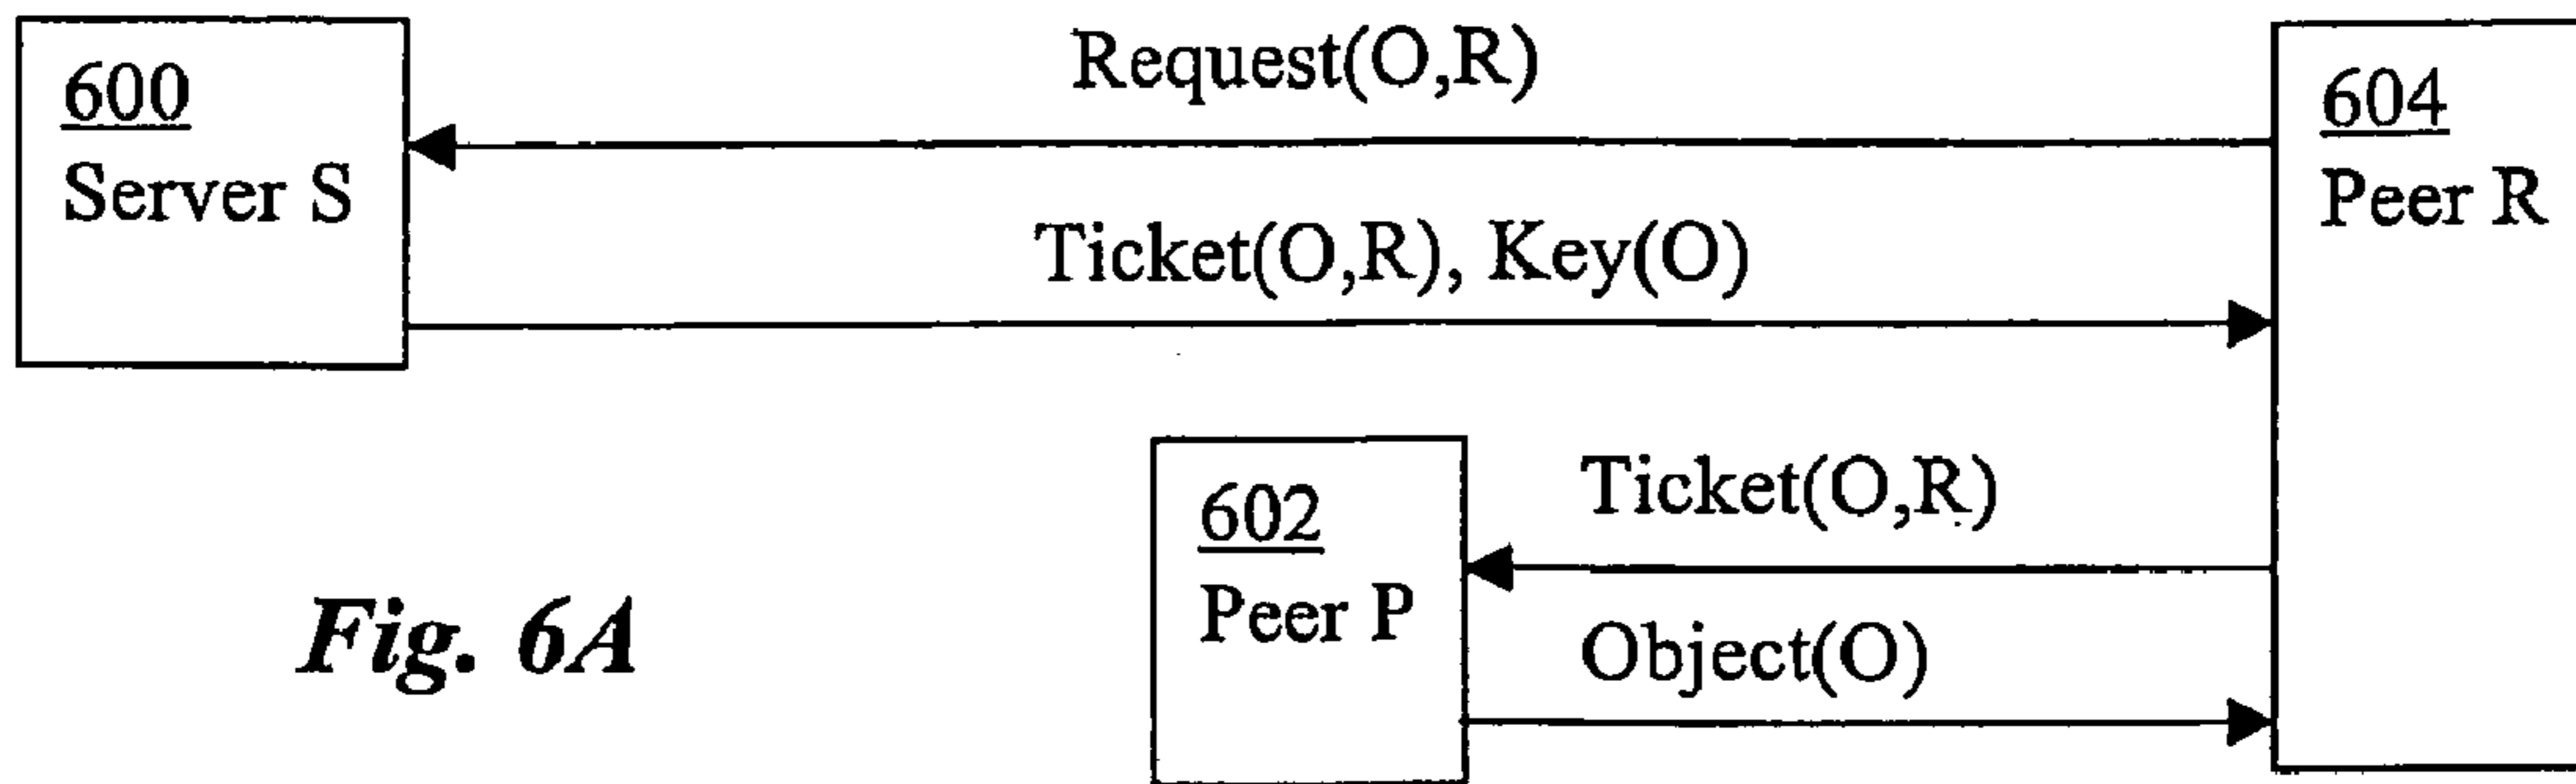 600
Server S
Request(O,R)
Ticket(O,R), Key(O)
604
Peer R
602
Peer P
Ticket(O,R)
Object(O)
Fig. 6A